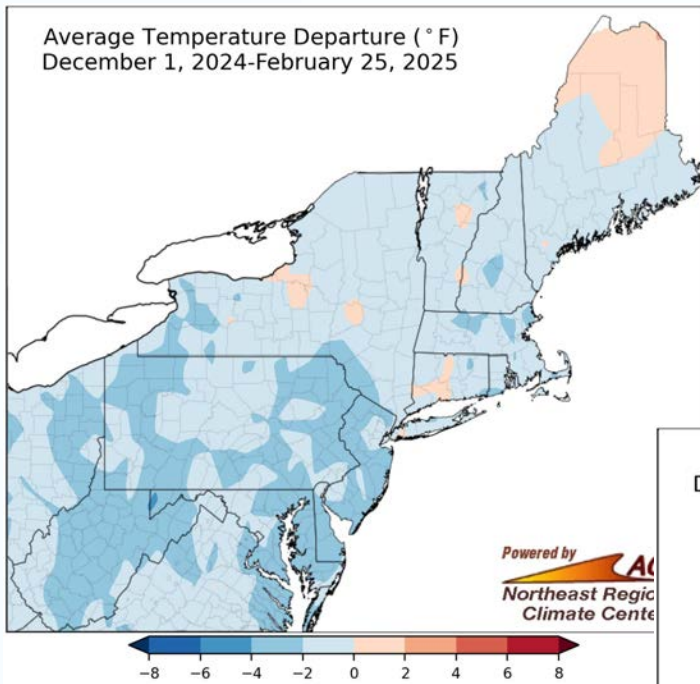 Average Temperature Departure (°F)
December 1, 2024-February 25, 2025
D
Powered by
AC
Northeast Regio
Climate Cente
−8 −6 −4 −2 0 2 4 6 8